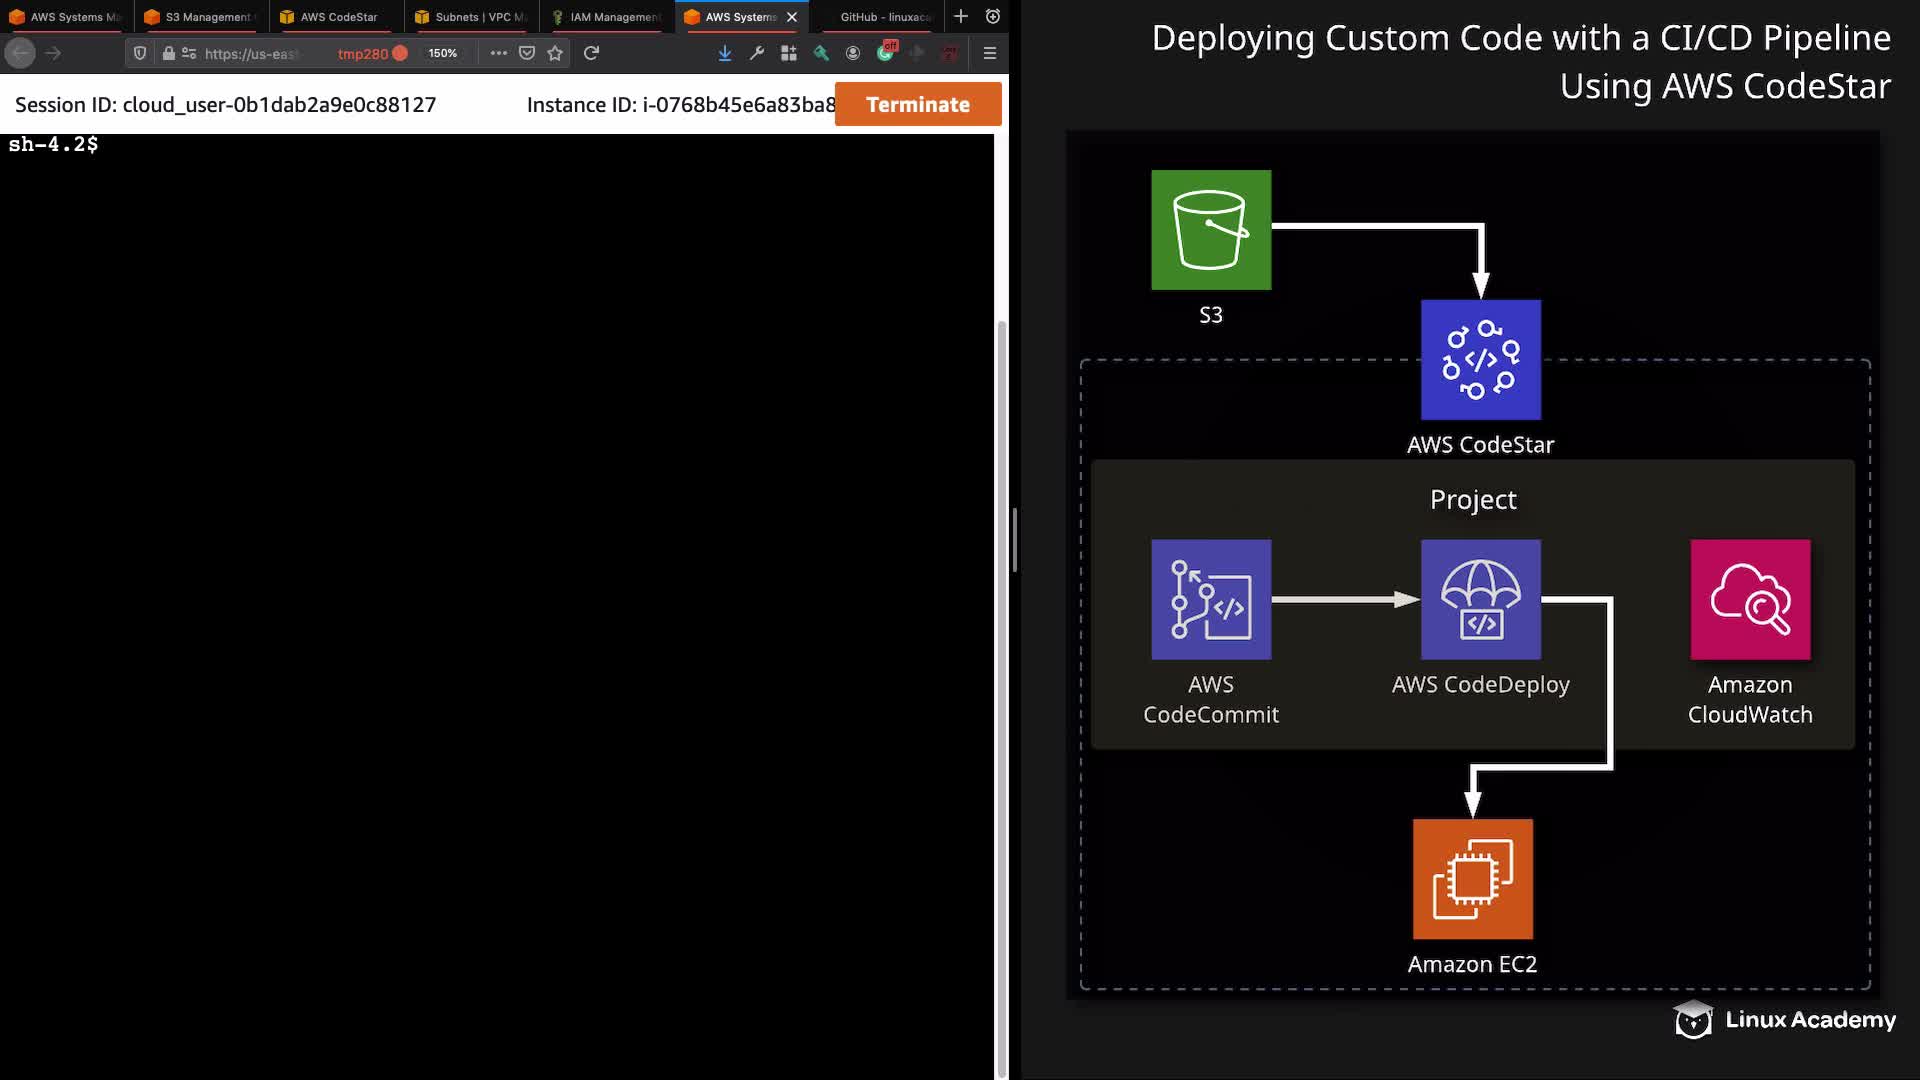 AWS Systems Ma
S3 Management
AWS CodeStar
Subnets | VPC M
IAM Management
AWS Systems
GitHub - linuxaca
https://us-eas
tmp280
150%
off
Session ID: cloud_user-0b1dab2a9e0c88127
Instance ID: i-0768b45e6a83ba8
Terminate
sh-4.2$
Deploying Custom Code with a CI/CD Pipeline
Using AWS CodeStar
S3
AWS CodeStar
Project
AWS
CodeCommit
AWS CodeDeploy
Amazon
CloudWatch
Amazon EC2
Linux Academy